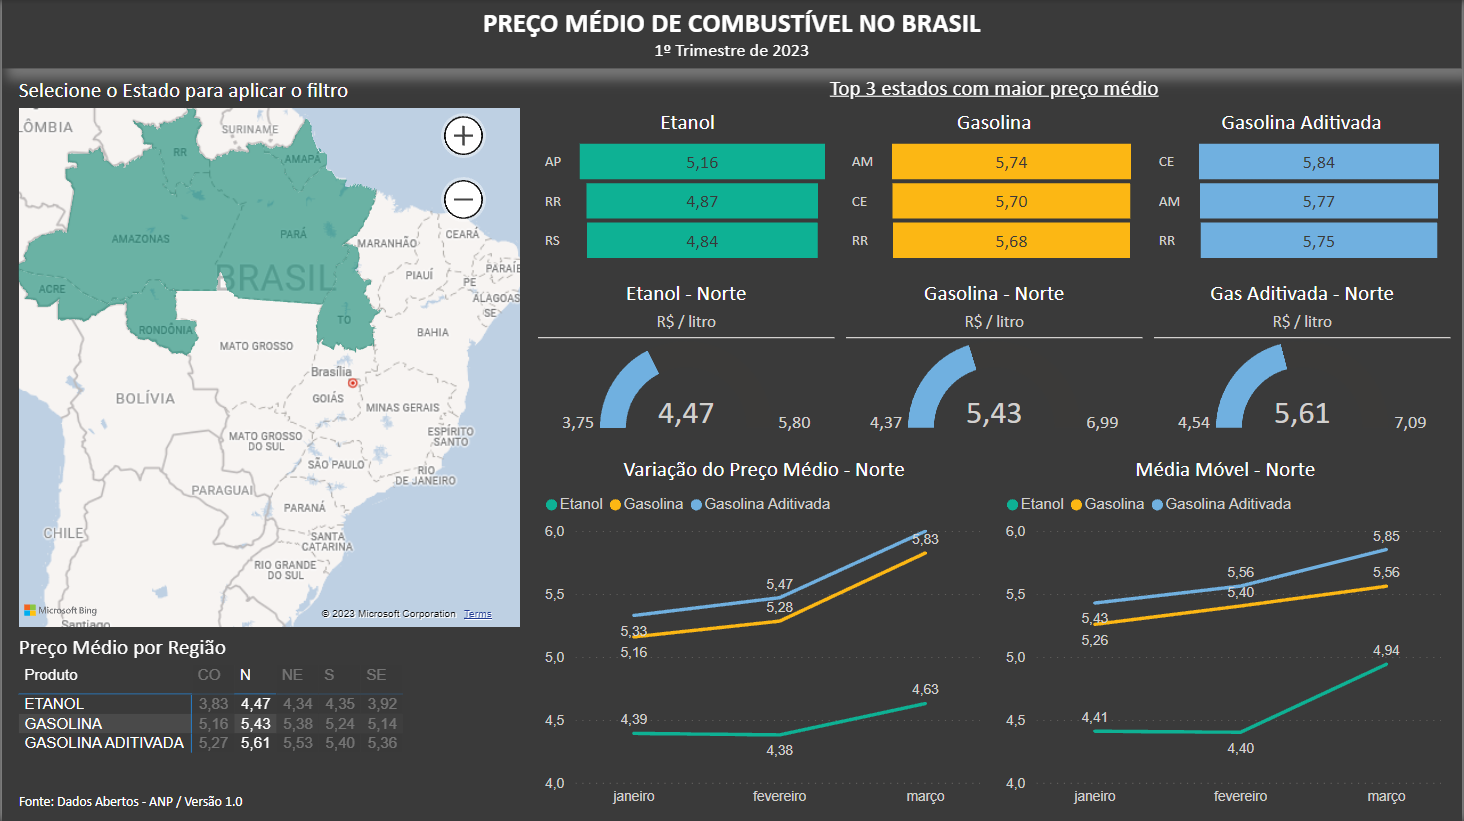 PREÇO MÉDIO DE COMBUSTÍVEL NO BRASIL
1º Trimestre de 2023
Selecione o Estado para aplicar o filtro
LÔMBIA
SURINAME
RR
AMAPÁ
AMAZONAS
PARÁ
MARANHÃO
CEARÁ
BRASIL
PIAUÍ
PARAÍB
PE
ALAGOAS
SE
ACRE
RONDÔNIA
TO
BAHIA
MATO GROSSO
Brasília
GOIÁS
BOLÍVIA
MINAS GERAIS
MATO GROSSO
DO SUL
ESPÍRITO
SANTO
SÃO PAULO
RIO
DE JANEIRO
PARAGUAI
PARANÁ
CHILE
SANTA
CATARINA
RIO GRANDE
DO SUL
Microsoft Bing
Santiago
© 2023 Microsoft Corporation Terms
Top 3 estados com maior preço médio
Etanol
AP 5,16
RR 4,87
RS 4,84
Gasolina
AM 5,74
CE 5,70
RR 5,68
Gasolina Aditivada
CE 5,84
AM 5,77
RR 5,75
Etanol - Norte
R$ / litro
3,75 4,47 5,80
Gasolina - Norte
R$ / litro
4,37 5,43 6,99
Gas Aditivada - Norte
R$ / litro
4,54 5,61 7,09
Preço Médio por Região
Produto CO N NE S SE
ETANOL 3,83 4,47 4,34 4,35 3,92
GASOLINA 5,16 5,43 5,38 5,24 5,14
GASOLINA ADITIVADA 5,27 5,61 5,53 5,40 5,36
Fonte: Dados Abertos - ANP / Versão 1.0
Variação do Preço Médio - Norte
Etanol Gasolina Gasolina Aditivada
6,0
5,83
5,5
5,47
5,28
5,33
5,16
5,0
4,63
4,5
4,39
4,38
4,0
janeiro fevereiro março
Média Móvel - Norte
Etanol Gasolina Gasolina Aditivada
6,0
5,85
5,56
5,56
5,5
5,40
5,43
5,26
5,0
4,94
4,5
4,41
4,40
4,0
janeiro fevereiro março